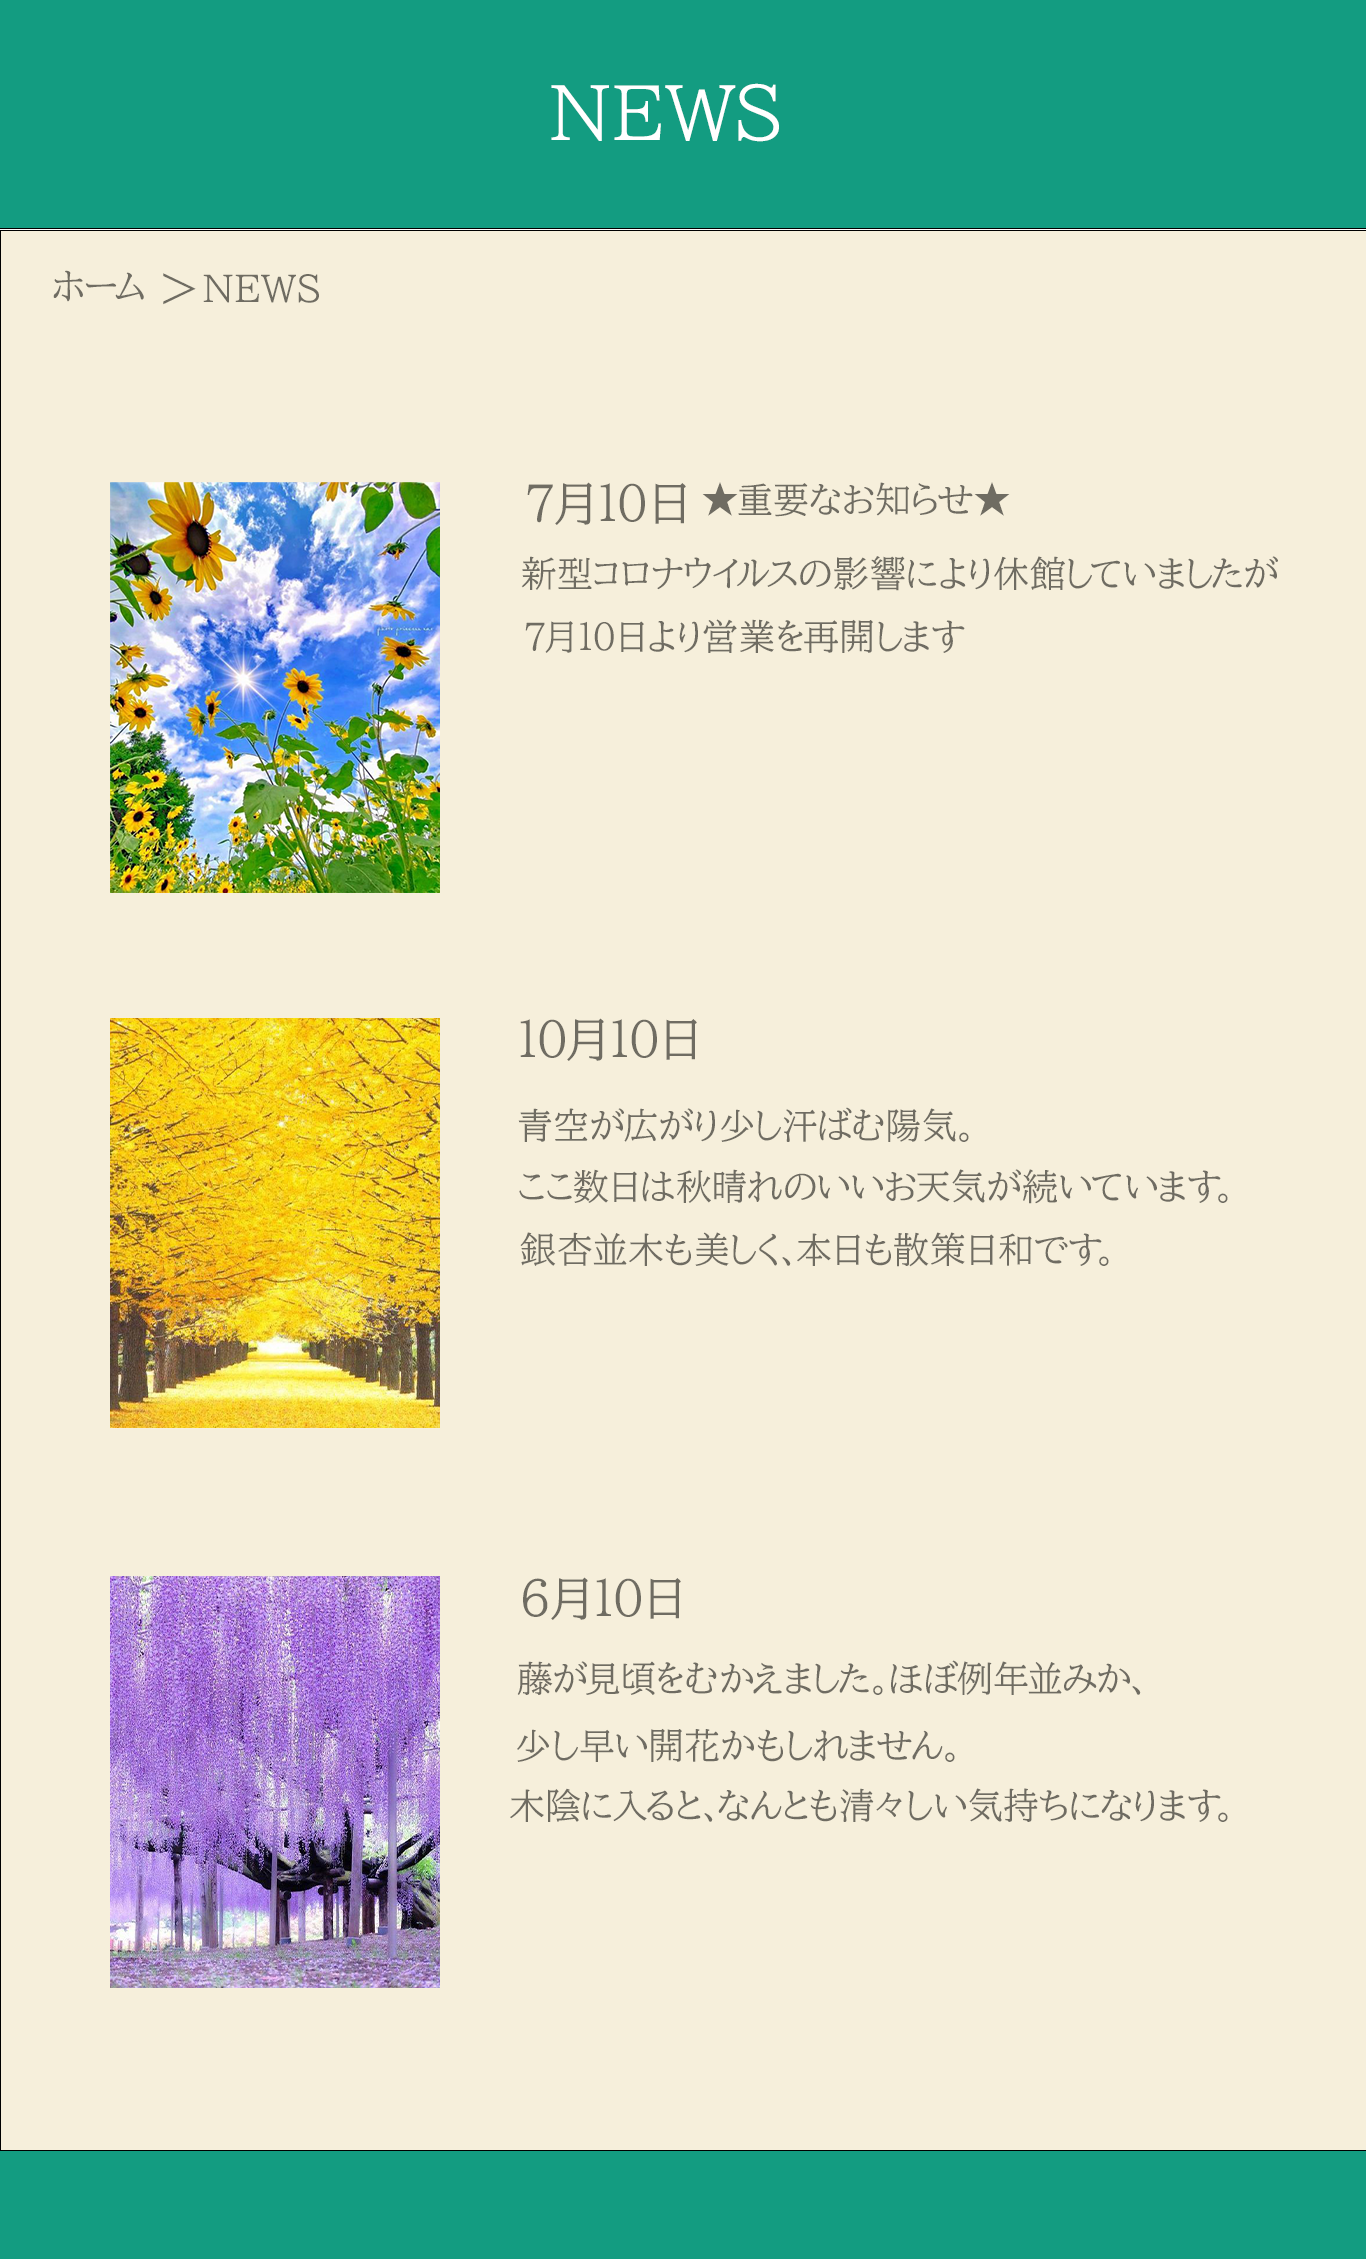 NEWS
ホーム ＞NEWS
7月10日 ★重要なお知らせ★
新型コロナウイルスの影響により休館していましたが
7月10日より営業を再開します
10月10日
青空が広がり少し汗ばむ陽気。
ここ数日は秋晴れのいいお天気が続いています。
銀杏並木も美しく、本日も散策日和です。
6月10日
藤が見頃をむかえました。ほぼ例年並みか、
少し早い開花かもしれません。
木陰に入ると、なんとも清々しい気持ちになります。